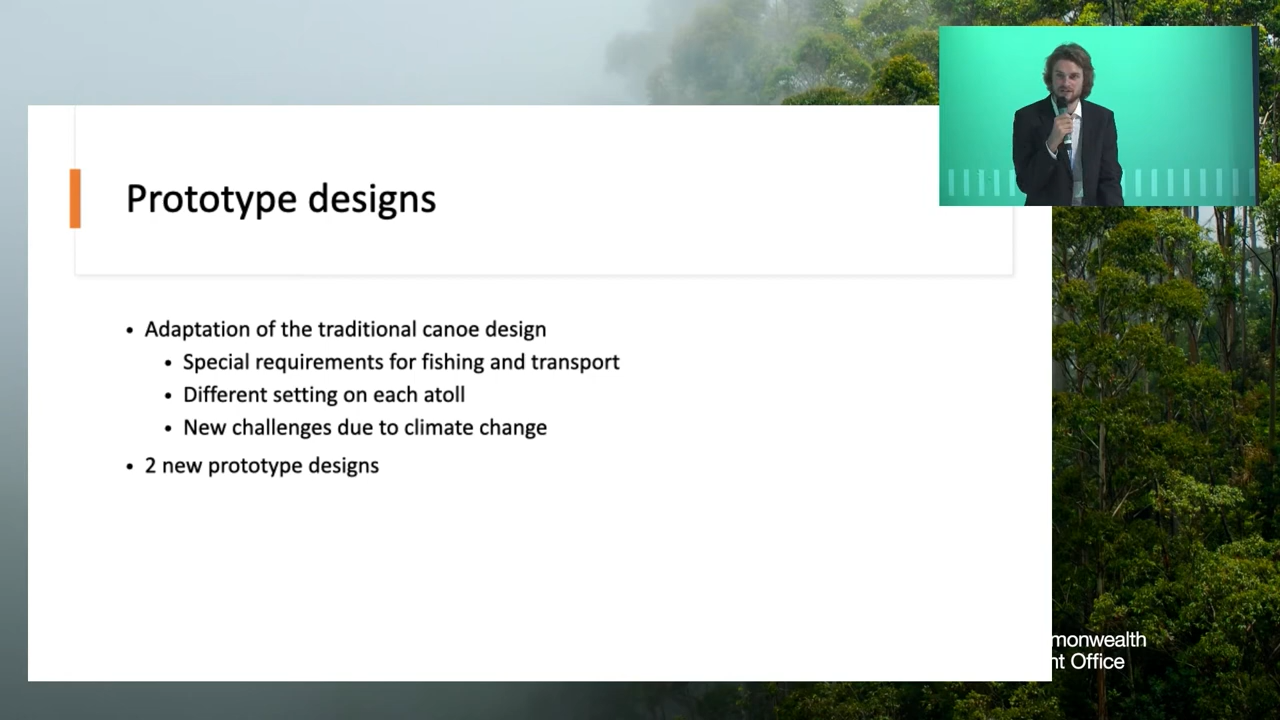 Prototype designs
• Adaptation of the traditional canoe design
• Special requirements for fishing and transport
• Different setting on each atoll
• New challenges due to climate change
• 2 new prototype designs
monwealth
nt Office